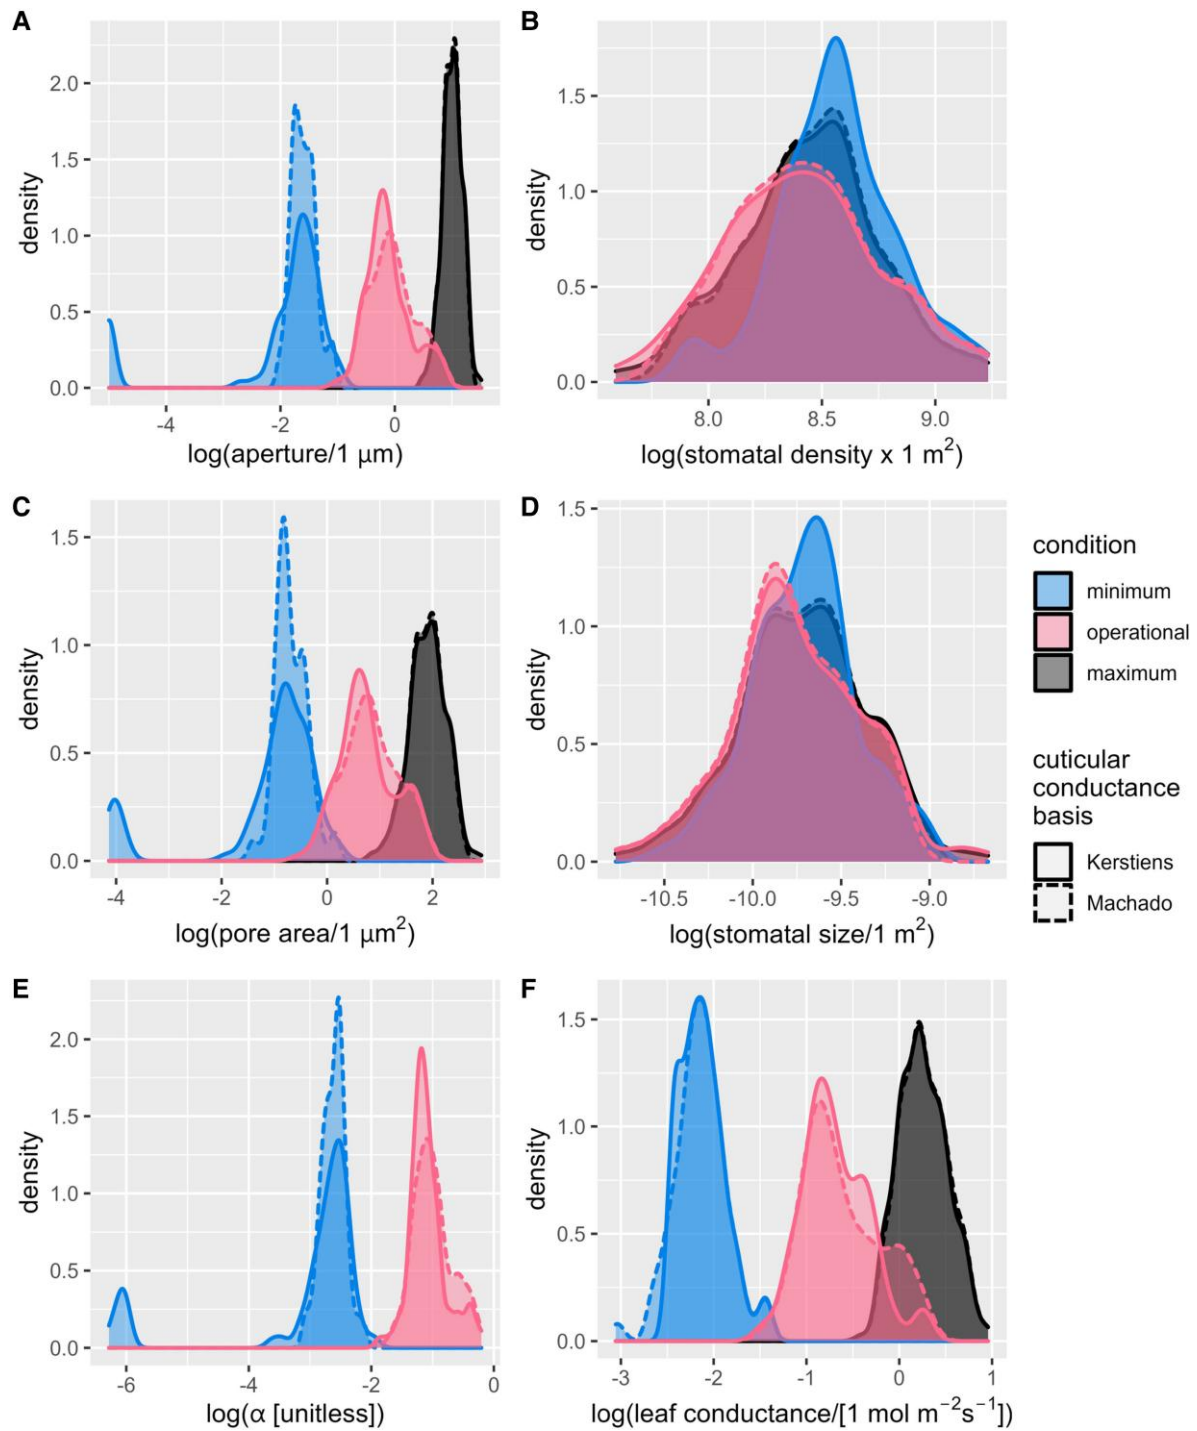 A
density
2.0
1.5
1.0
0.5
0.0
-4 -2 0
log(aperture/1 µm)
B
density
1.5
1.0
0.5
0.0
8.0 8.5 9.0
log(stomatal density x 1 m²)
C
density
1.5
1.0
0.5
0.0
-4 -2 0 2
log(pore area/1 µm²)
D
density
1.5
1.0
0.5
0.0
-10.5 -10.0 -9.5 -9.0
log(stomatal size/1 m²)
condition
minimum
operational
maximum
cuticular
conductance
basis
Kerstiens
Machado
E
density
2.0
1.5
1.0
0.5
0.0
-6 -4 -2 0
log(α [unitless])
F
density
1.5
1.0
0.5
0.0
-3 -2 -1 0 1
log(leaf conductance/[1 mol m⁻²s⁻¹])